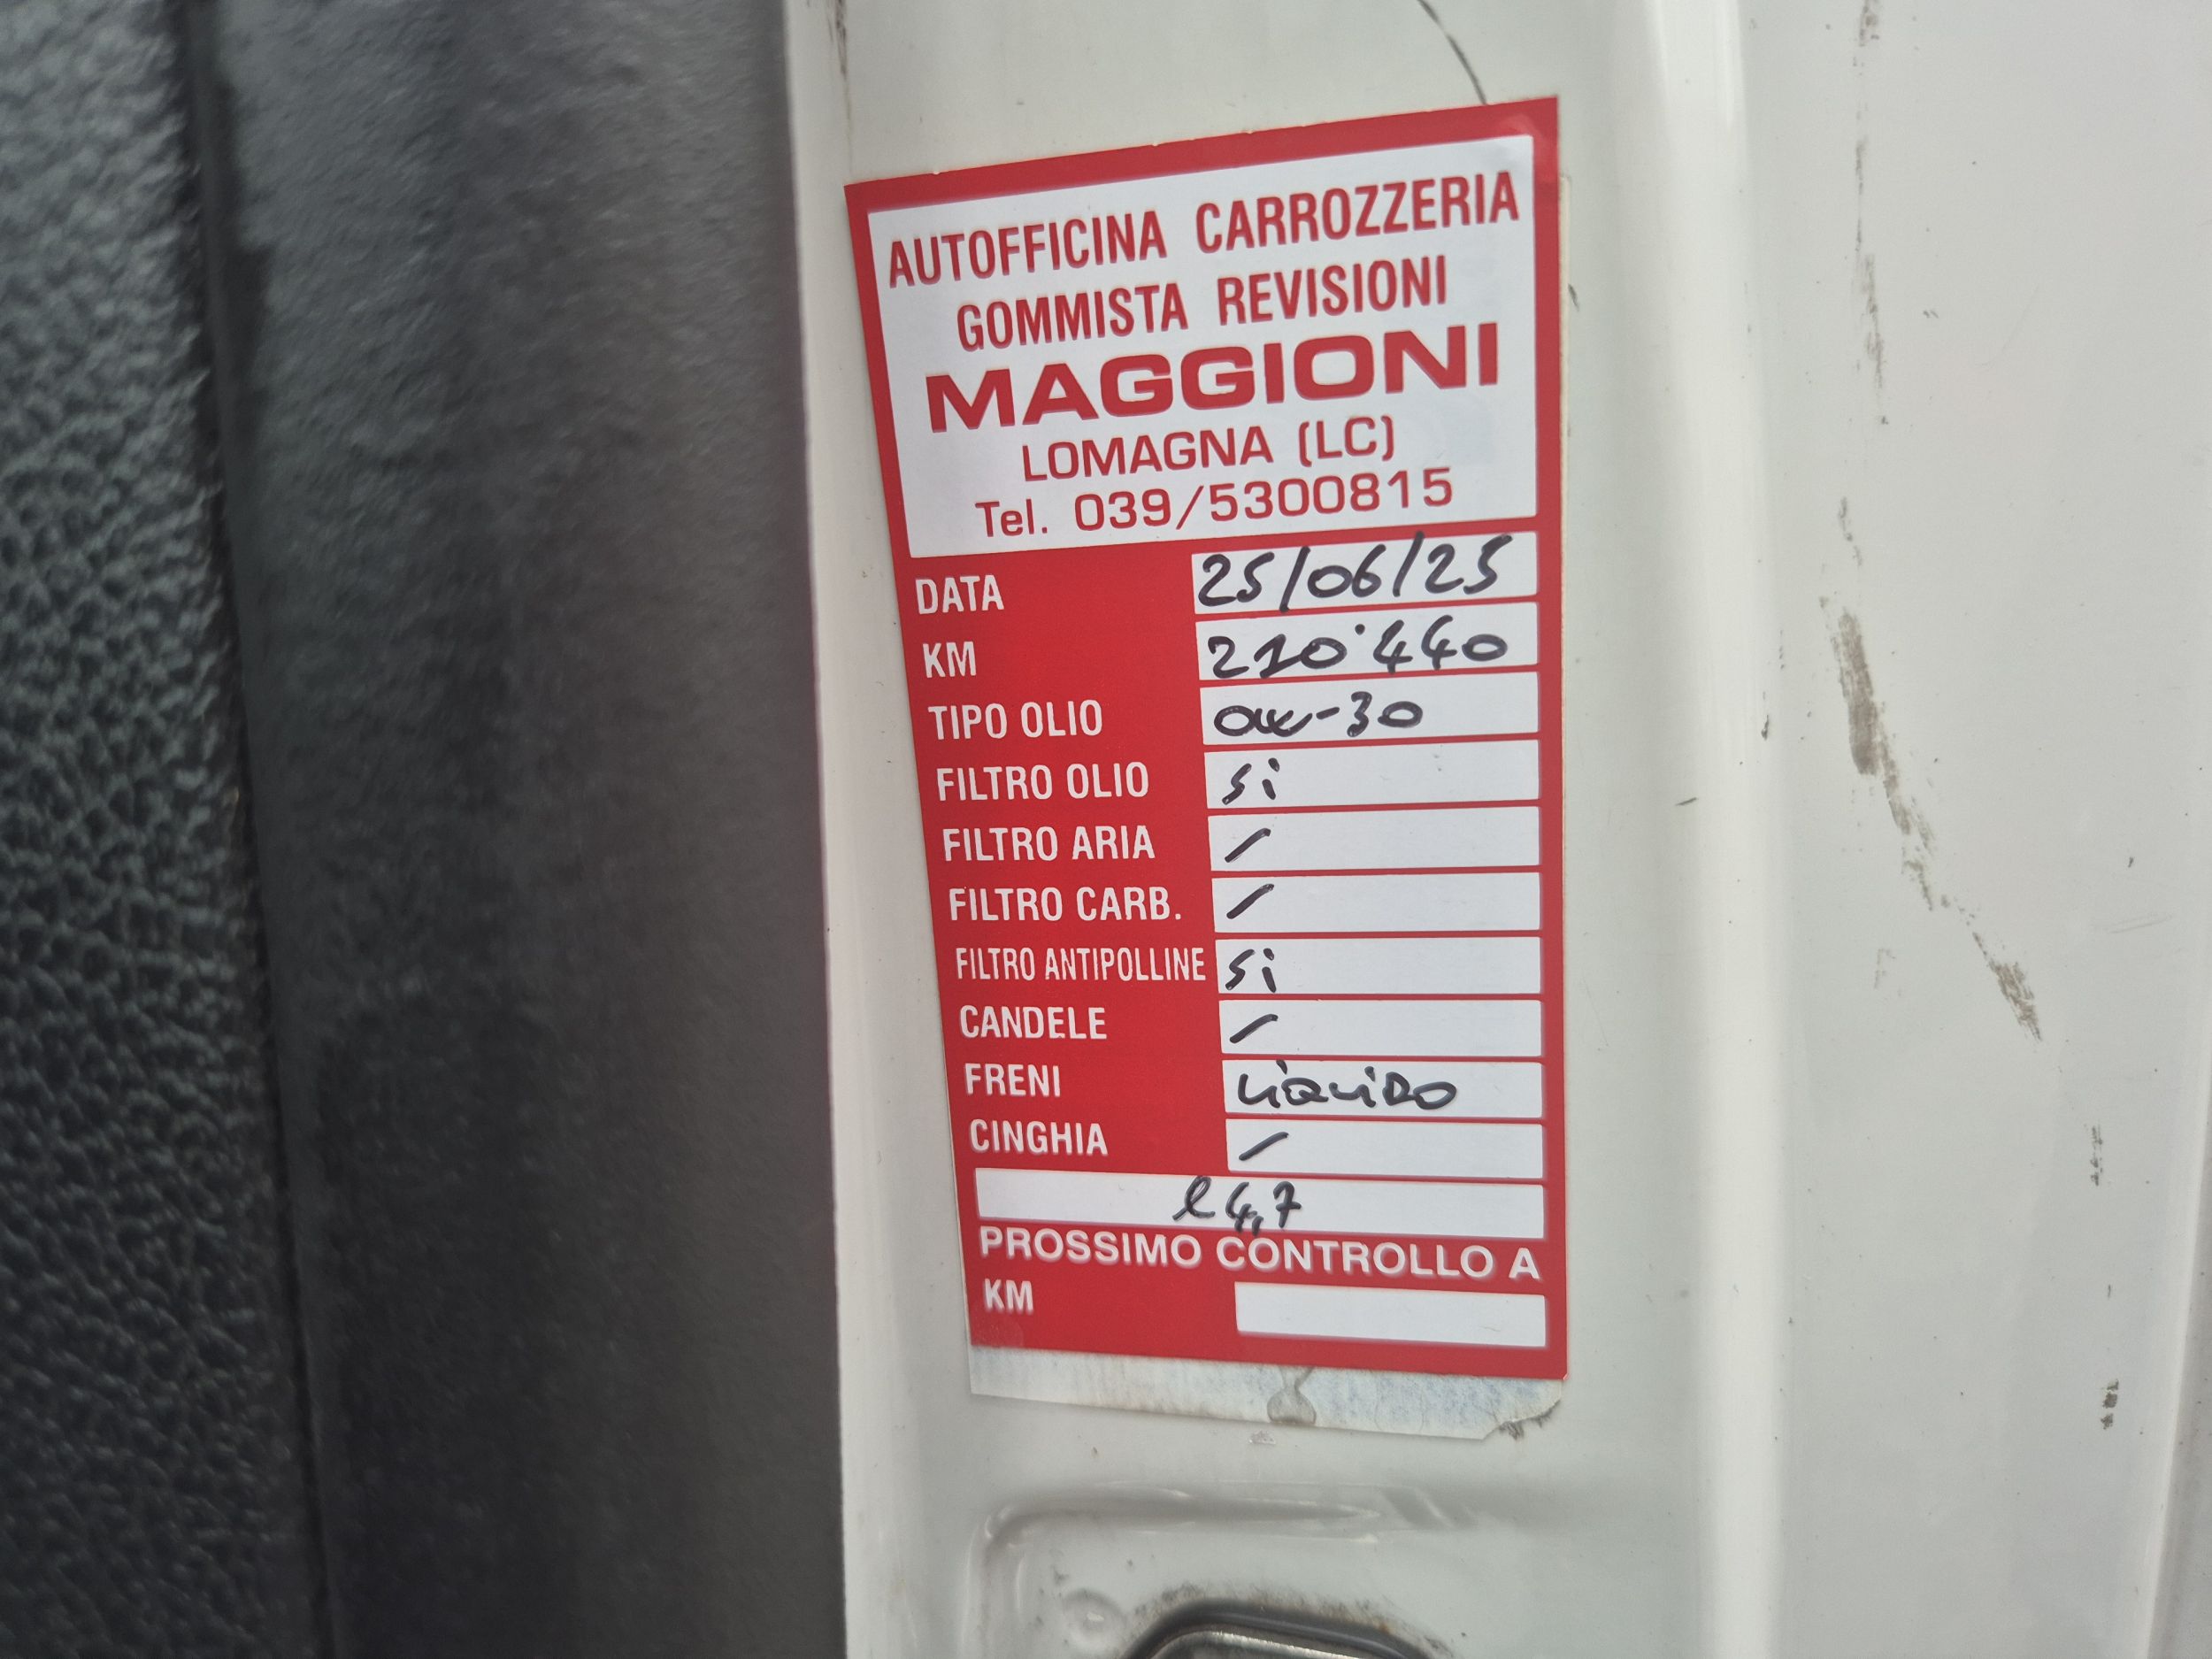 AUTOFFICINA CARROZZERIA
GOMMISTA REVISIONI
MAGGIONI
LOMAGNA (LC)
Tel. 039/5300815
DATA 25/06/25
KM 210'440
TIPO OLIO 0w-30
FILTRO OLIO si
FILTRO ARIA /
FILTRO CARB. /
FILTRO ANTIPOLLINE si
CANDELE /
FRENI LiQUiDO
CINGHIA /
l 4,7
PROSSIMO CONTROLLO A
KM